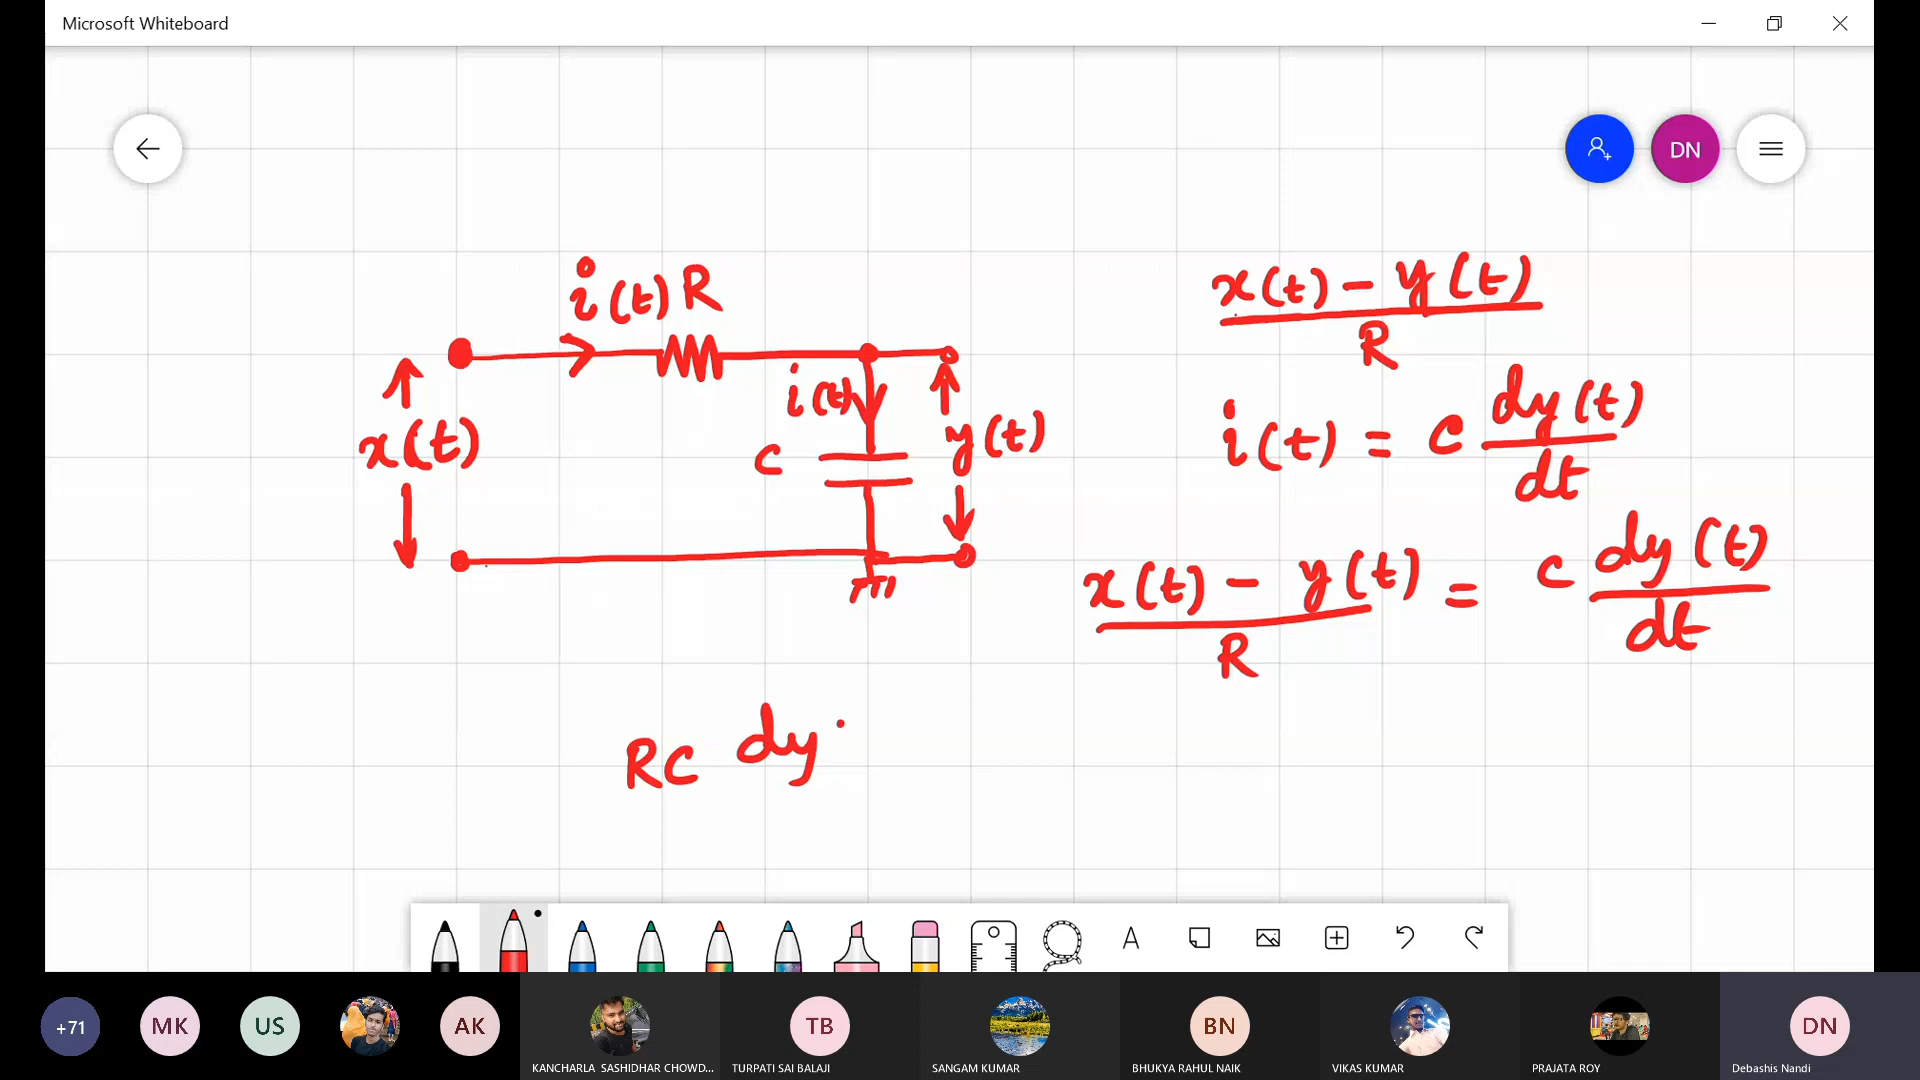 Microsoft Whiteboard
DN
i(t) R
x(t)
i(t)
c
y(t)
x(t) - y(t)
R
i(t) = c dy(t)
dt
x(t) - y(t) = c dy(t)
R dt
RC dy
A
+71
MK
US
AK
TB
BN
DN
KANCHARLA SASHIDHAR CHOWD...
TURPATI SAI BALAJI
SANGAM KUMAR
BHUKYA RAHUL NAIK
VIKAS KUMAR
PRAJATA ROY
Debashis Nandi